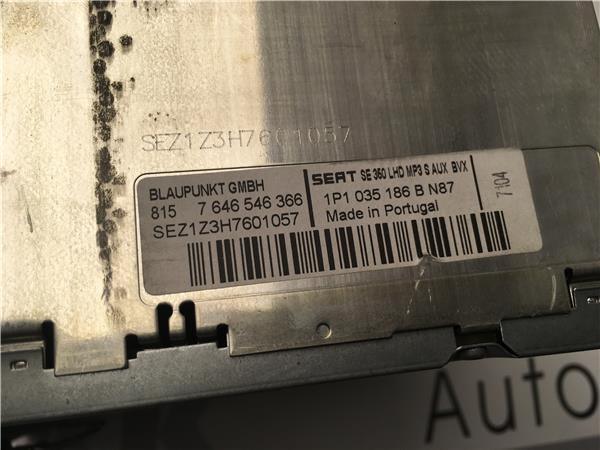 SEZ1Z3H7601057
BLAUPUNKT GMBH
815 7 646 546 366
SEZ1Z3H7601057
SEAT SE 350 LHD MP3 S AUX BVX
1P1 035 186 B N87
Made in Portugal
7104
Auto